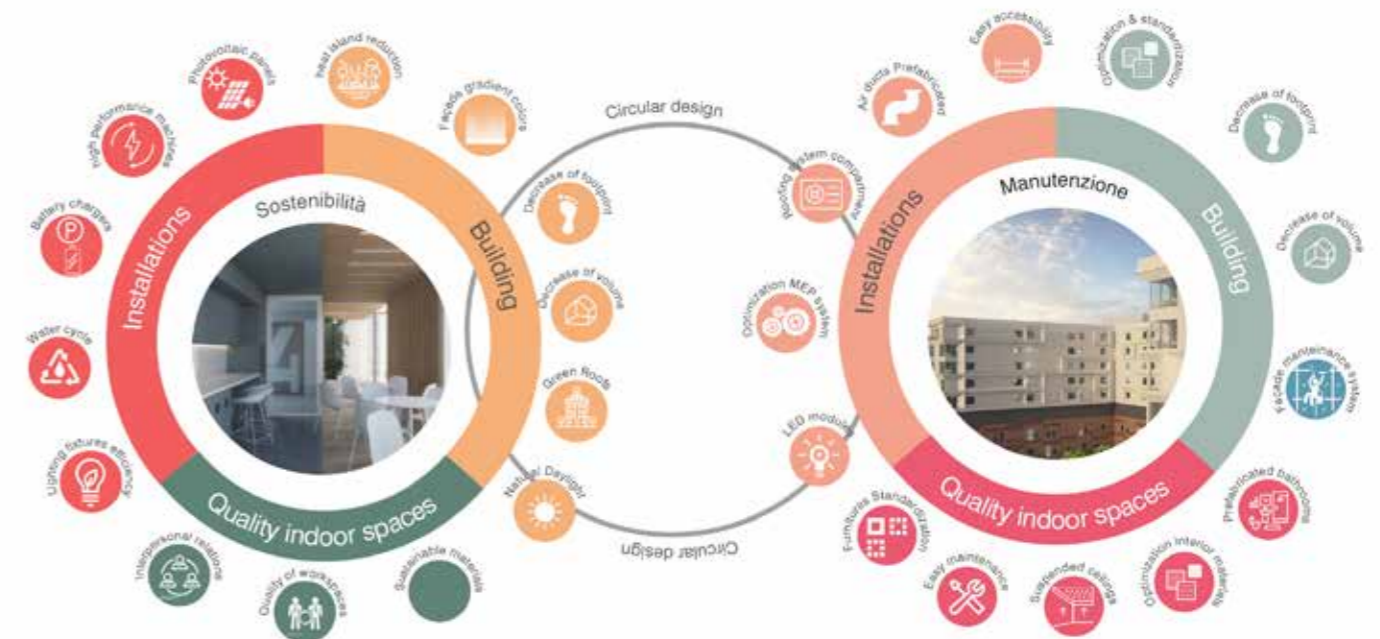 Photovoltaic panels
heat island reduction
high performance machines
Façade gradient colors
Battery chargers
Water cycle
Lighting fixtures efficiency
Interpersonal relations
Quality of workspaces
Sustainable materials
Sostenibilità
Installations
Building
Quality indoor spaces
Decrease of footprint
Decrease of volume
Green Roofs
Natural Daylight
Circular design
Circular design
Easy accessibility
Optimization & standardization
Air ducts Prefabricated
Decrease of footprint
system compartment
Manutenzione
Installations
Building
Quality indoor spaces
Decrease of volume
Optimization MEP system
Façade manteinance system
LED module
Furnitures Standardization
Easy maintenance
Suspended ceilings
Optimization Interior materials
Prefabricated bathrooms
P